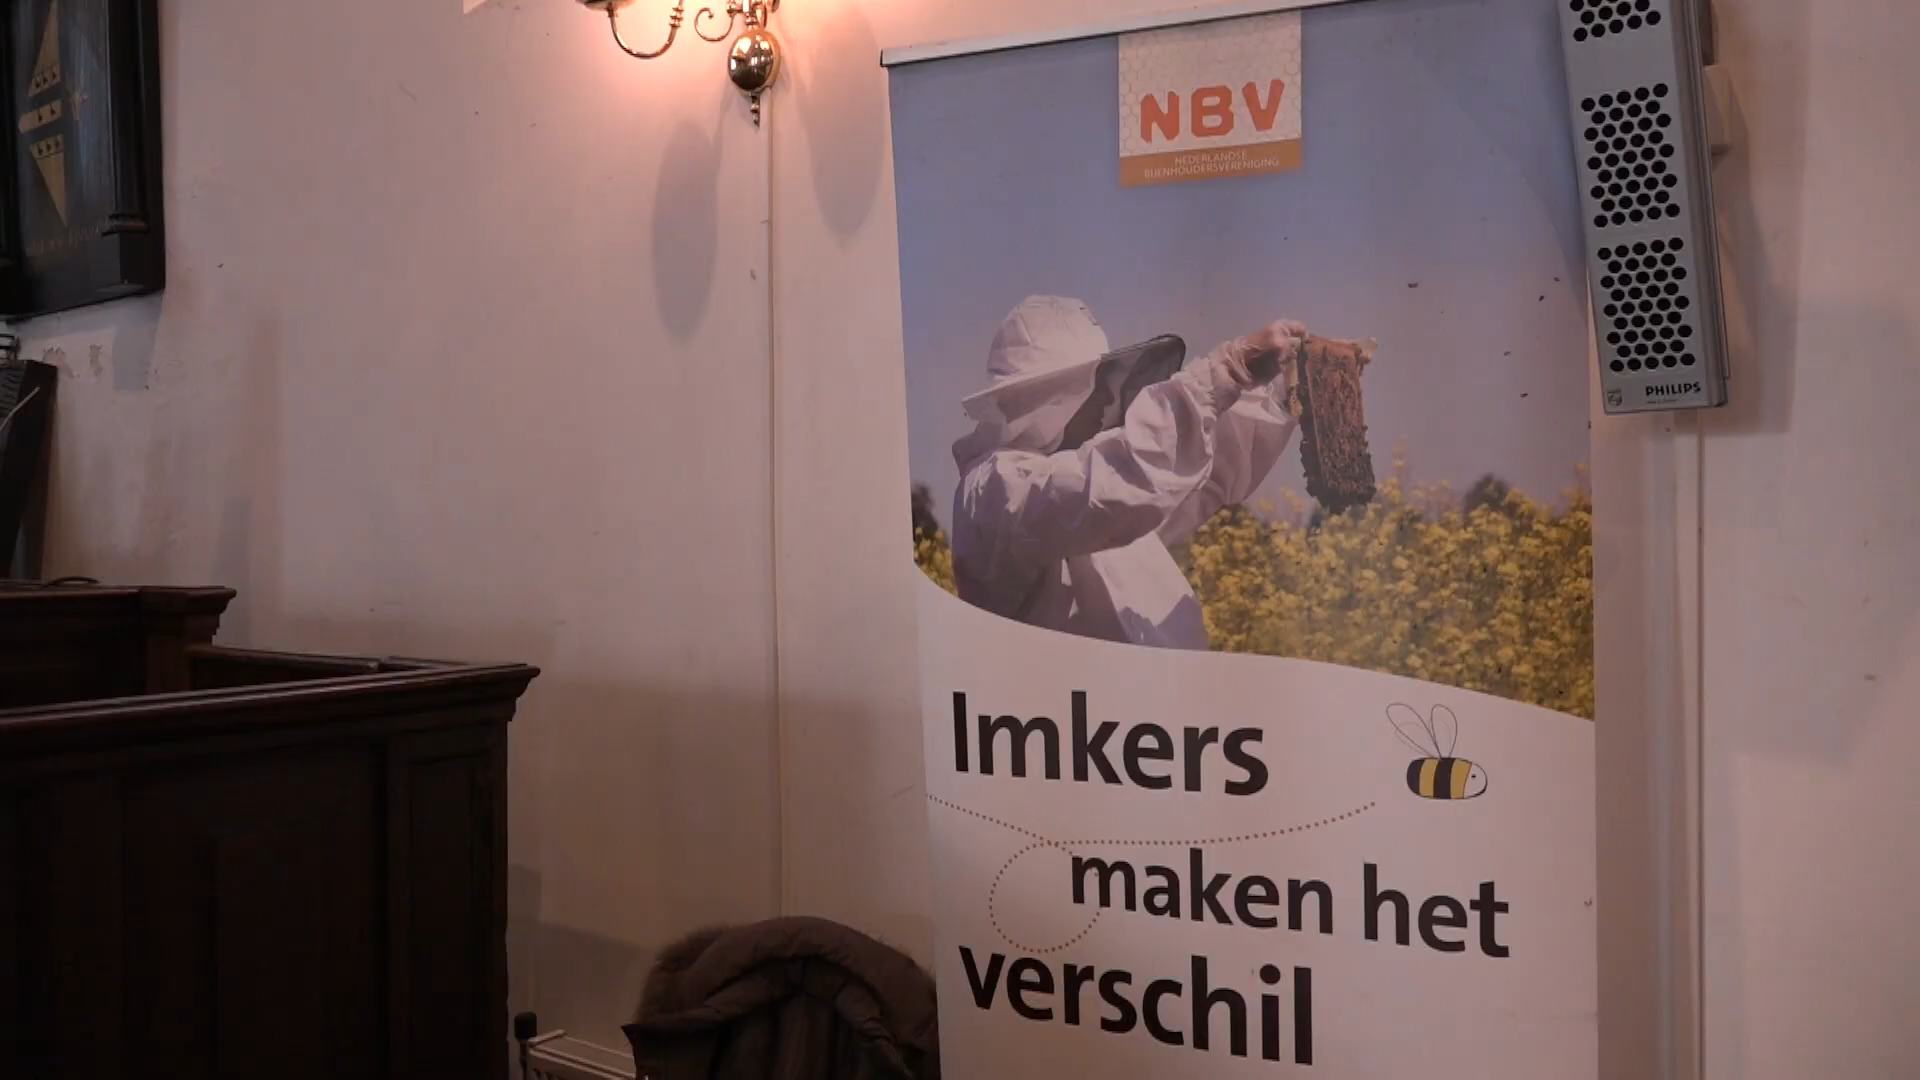 NBV
NEDERLANDSE
BIJENHOUDERSVERENIGING
PHILIPS
Imkers
maken het
verschil